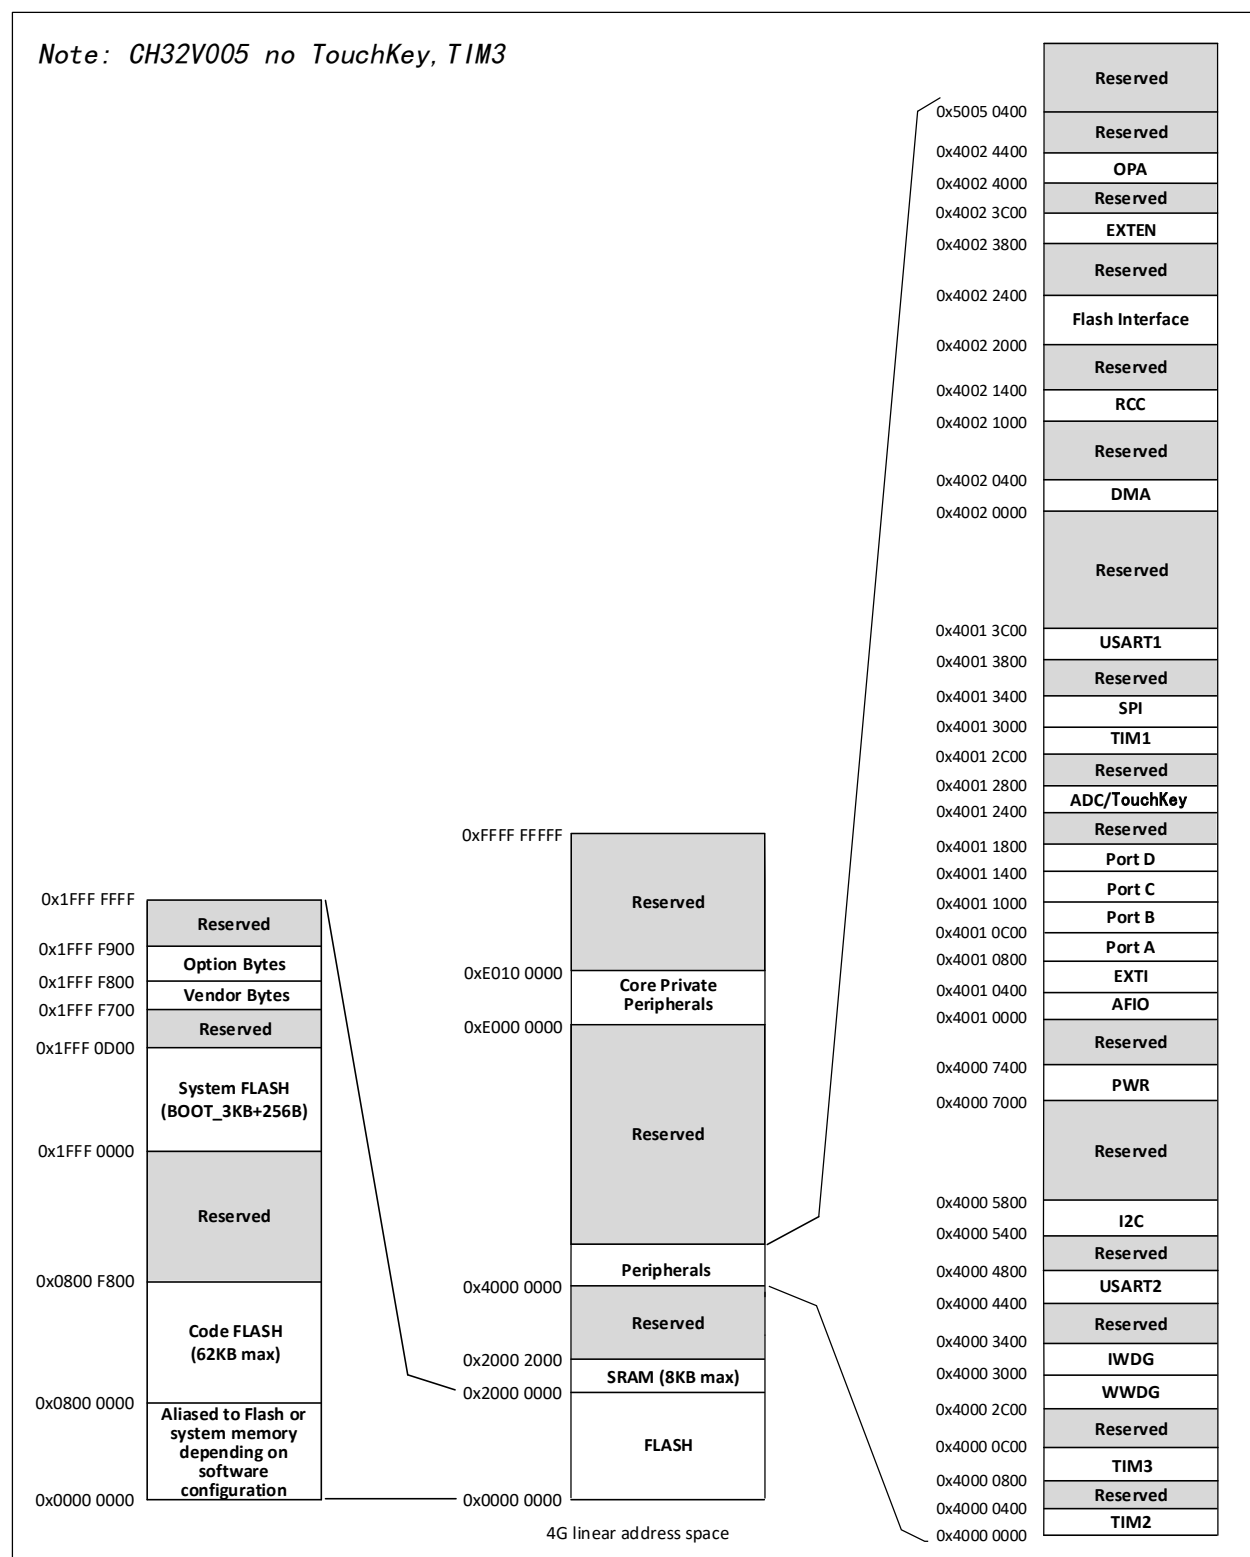 Note: CH32V005 no TouchKey, TIM3
Reserved
0x5005 0400
Reserved
0x4002 4400
OPA
0x4002 4000
Reserved
0x4002 3C00
EXTEN
0x4002 3800
Reserved
0x4002 2400
Flash Interface
0x4002 2000
Reserved
0x4002 1400
RCC
0x4002 1000
Reserved
0x4002 0400
DMA
0x4002 0000
Reserved
0x4001 3C00
USART1
0x4001 3800
Reserved
0x4001 3400
SPI
0x4001 3000
TIM1
0x4001 2C00
Reserved
0x4001 2800
ADC/TouchKey
0x4001 2400
Reserved
0x4001 1800
Port D
0x4001 1400
Port C
0x4001 1000
Port B
0x4001 0C00
Port A
0x4001 0800
EXTI
0x4001 0400
AFIO
0x4001 0000
Reserved
0x4000 7400
PWR
0x4000 7000
Reserved
0x4000 5800
I2C
0x4000 5400
Reserved
0x4000 4800
USART2
0x4000 4400
Reserved
0x4000 3400
IWDG
0x4000 3000
WWDG
0x4000 2C00
Reserved
0x4000 0C00
TIM3
0x4000 0800
Reserved
0x4000 0400
TIM2
0x4000 0000
0xFFFF FFFFF
Reserved
0xE010 0000
Core Private
Peripherals
0xE000 0000
Reserved
Peripherals
0x4000 0000
Reserved
0x2000 2000
SRAM (8KB max)
0x2000 0000
FLASH
0x0000 0000
4G linear address space
0x1FFF FFFF
Reserved
0x1FFF F900
Option Bytes
0x1FFF F800
Vendor Bytes
0x1FFF F700
Reserved
0x1FFF 0D00
System FLASH
(BOOT_3KB+256B)
0x1FFF 0000
Reserved
0x0800 F800
Code FLASH
(62KB max)
0x0800 0000
Aliased to Flash or
system memory
depending on
software
configuration
0x0000 0000